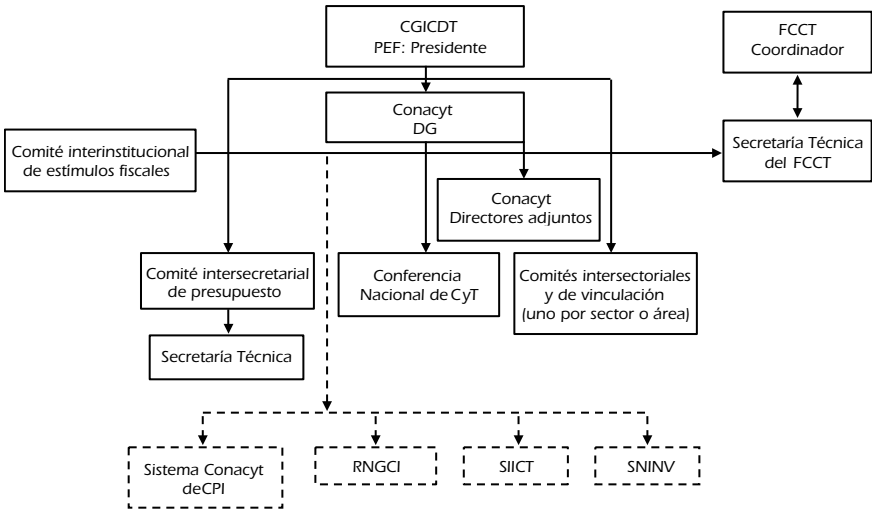 CGICDT
PEF: Presidente
FCCT
Coordinador
Conacyt
DG
Comité interinstitucional
de estímulos fiscales
Secretaría Técnica
del FCCT
Conacyt
Directores adjuntos
Comité intersecretarial
de presupuesto
Conferencia
Nacional de CyT
Comités intersectoriales
y de vinculación
(uno por sector o área)
Secretaría Técnica
Sistema Conacyt
deCPI
RNGCI
SIICT
SNINV